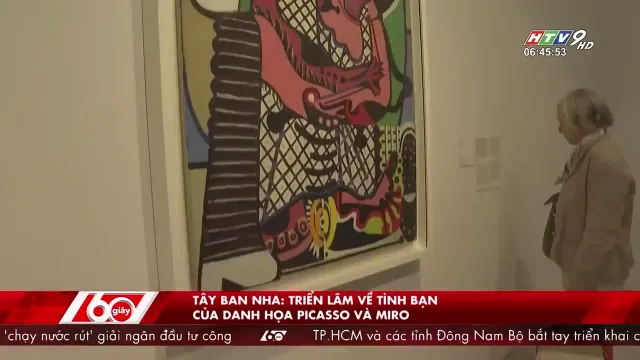 HTV9 HD
06:45:53
60 giây
TÂY BAN NHA: TRIỂN LÃM VỀ TÌNH BẠN
CỦA DANH HỌA PICASSO VÀ MIRO
'chạy nước rút' giải ngân đầu tư công 60 giây TP.HCM và các tỉnh Đông Nam Bộ bắt tay triển khai c